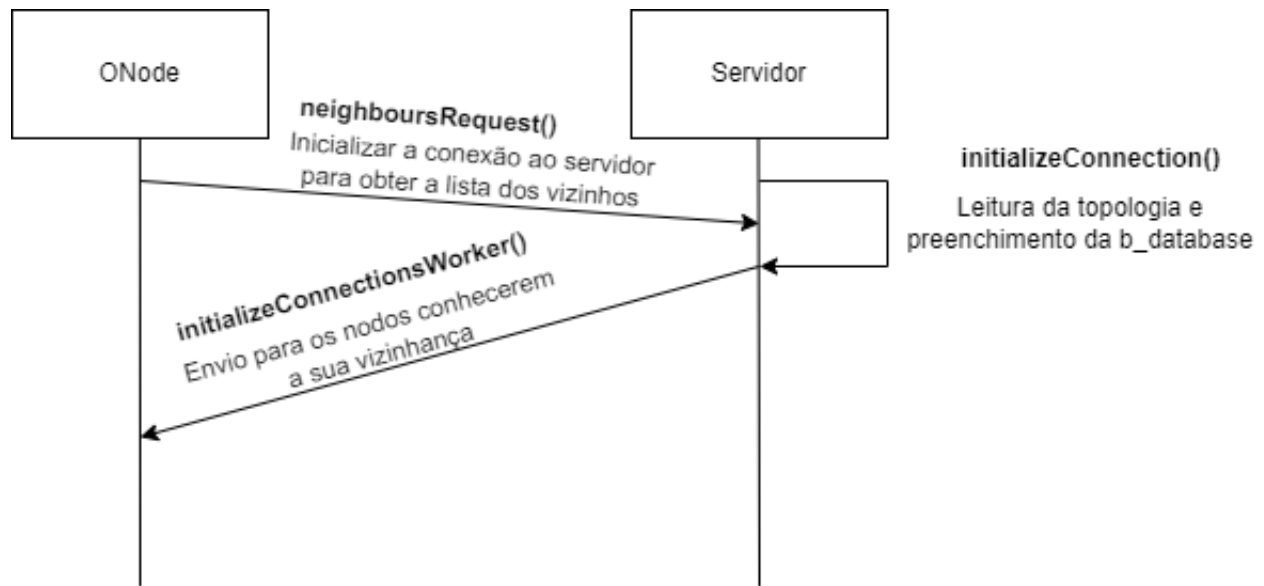 ONode
Servidor
neighboursRequest()
Inicializar a conexão ao servidor
para obter a lista dos vizinhos
initializeConnection()
Leitura da topologia e
preenchimento da b_database
initializeConnectionsWorker()
Envio para os nodos conhecerem
a sua vizinhança